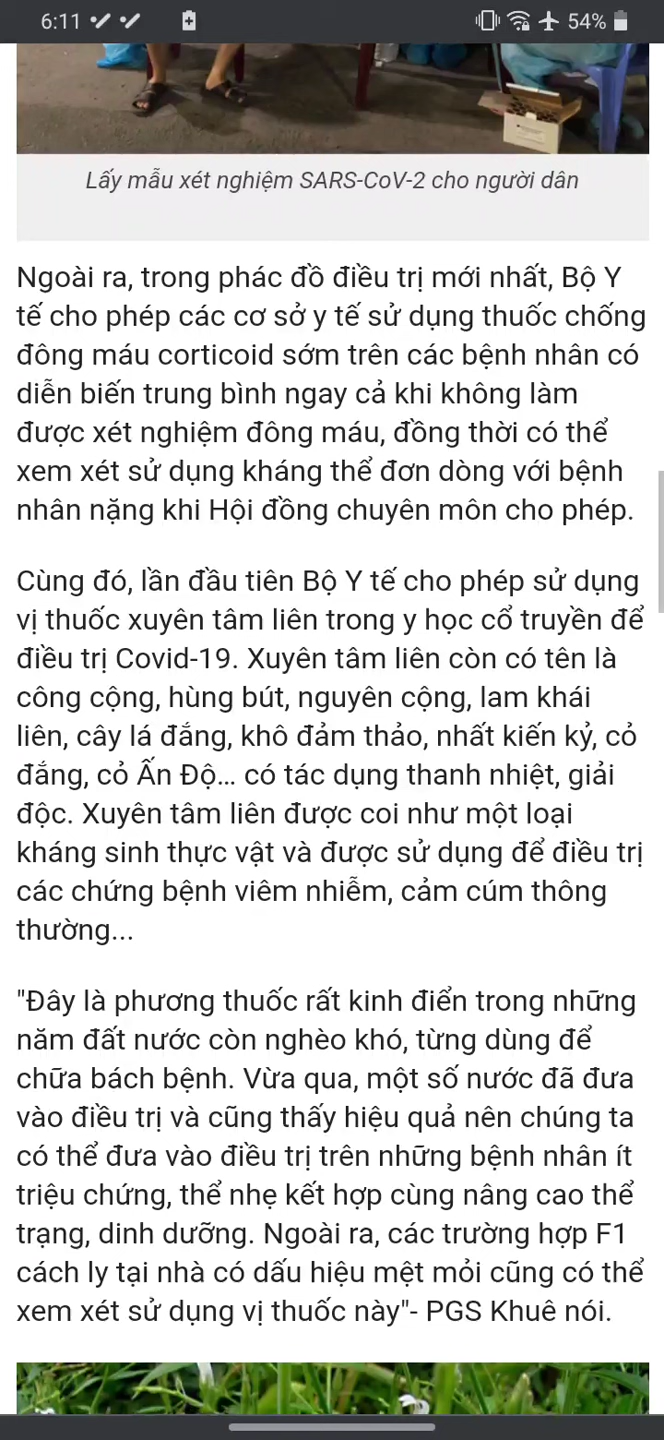 6:11
54%
Lấy mẫu xét nghiệm SARS-CoV-2 cho người dân
Ngoài ra, trong phác đồ điều trị mới nhất, Bộ Y
tế cho phép các cơ sở y tế sử dụng thuốc chống
đông máu corticoid sớm trên các bệnh nhân có
diễn biến trung bình ngay cả khi không làm
được xét nghiệm đông máu, đồng thời có thể
xem xét sử dụng kháng thể đơn dòng với bệnh
nhân nặng khi Hội đồng chuyên môn cho phép.
Cùng đó, lần đầu tiên Bộ Y tế cho phép sử dụng
vị thuốc xuyên tâm liên trong y học cổ truyền để
điều trị Covid-19. Xuyên tâm liên còn có tên là
công cộng, hùng bút, nguyên cộng, lam khái
liên, cây lá đắng, khô đảm thảo, nhất kiến kỷ, cỏ
đắng, cỏ Ấn Độ... có tác dụng thanh nhiệt, giải
độc. Xuyên tâm liên được coi như một loại
kháng sinh thực vật và được sử dụng để điều trị
các chứng bệnh viêm nhiễm, cảm cúm thông
thường...
"Đây là phương thuốc rất kinh điển trong những
năm đất nước còn nghèo khó, từng dùng để
chữa bách bệnh. Vừa qua, một số nước đã đưa
vào điều trị và cũng thấy hiệu quả nên chúng ta
có thể đưa vào điều trị trên những bệnh nhân ít
triệu chứng, thể nhẹ kết hợp cùng nâng cao thể
trạng, dinh dưỡng. Ngoài ra, các trường hợp F1
cách ly tại nhà có dấu hiệu mệt mỏi cũng có thể
xem xét sử dụng vị thuốc này"- PGS Khuê nói.